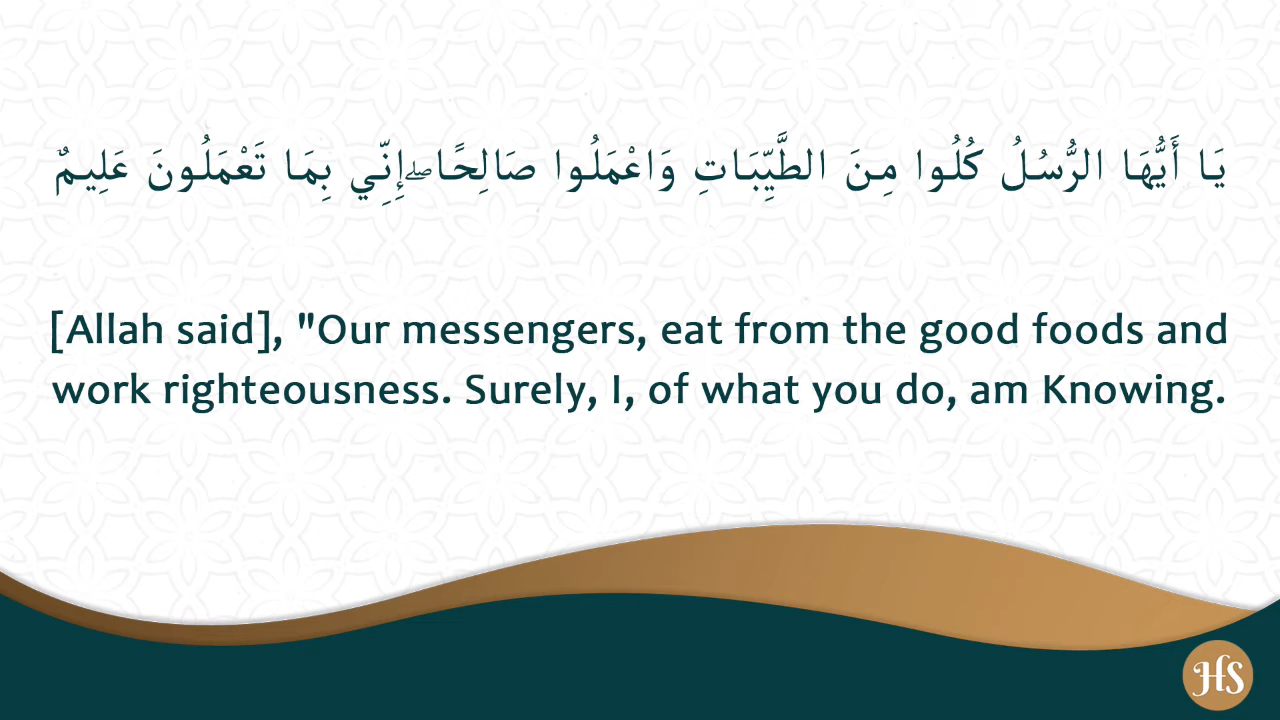 يَا أَيُّهَا الرُّسُلُ كُلُوا مِنَ الطَّيِّبَاتِ وَاعْمَلُوا صَالِحًا ۖ إِنِّي بِمَا تَعْمَلُونَ عَلِيمٌ
[Allah said], "Our messengers, eat from the good foods and
work righteousness. Surely, I, of what you do, am Knowing.
HS